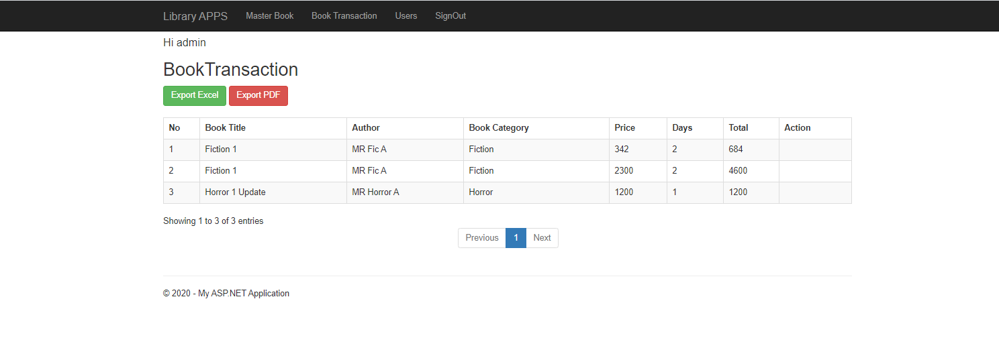 Library APPS Master Book Book Transaction Users SignOut
Hi admin
BookTransaction
Export Excel Export PDF
No Book Title Author Book Category Price Days Total Action
1 Fiction 1 MR Fic A Fiction 342 2 684
2 Fiction 1 MR Fic A Fiction 2300 2 4600
3 Horror 1 Update MR Horror A Horror 1200 1 1200
Showing 1 to 3 of 3 entries
Previous 1 Next
© 2020 - My ASP.NET Application